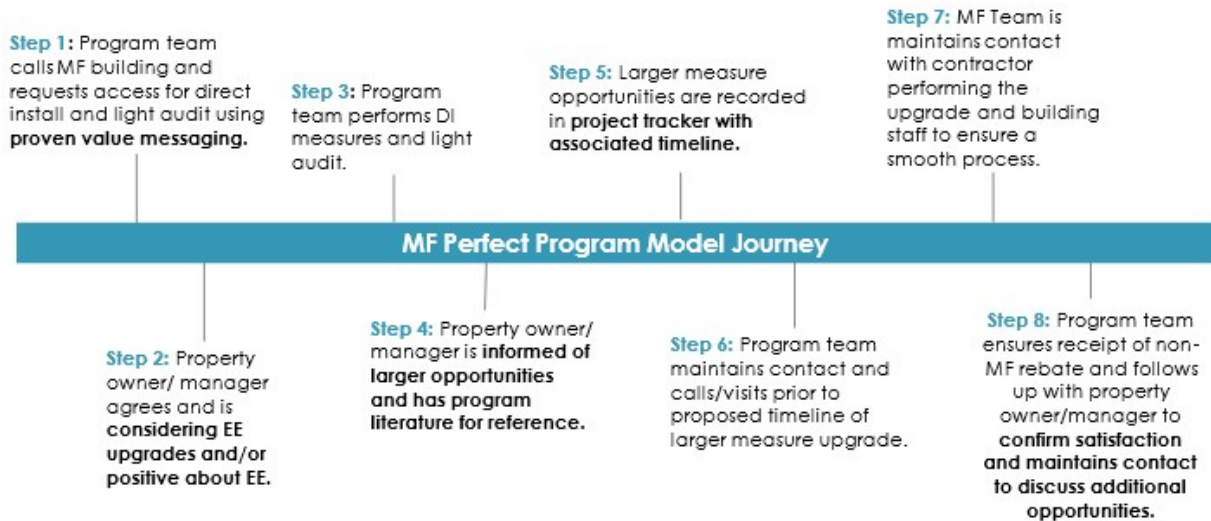 Step 1: Program team
calls MF building and
requests access for direct
install and light audit using
proven value messaging.
Step 3: Program
team performs DI
measures and light
audit.
Step 5: Larger measure
opportunities are recorded
in project tracker with
associated timeline.
Step 7: MF Team is
maintains contact
with contractor
performing the
upgrade and building
staff to ensure a
smooth process.
MF Perfect Program Model Journey
Step 2: Property
owner/ manager
agrees and is
considering EE
upgrades and/or
positive about EE.
Step 4: Property owner/
manager is informed of
larger opportunities
and has program
literature for reference.
Step 6: Program team
maintains contact and
calls/visits prior to
proposed timeline of
larger measure upgrade.
Step 8: Program team
ensures receipt of non-
MF rebate and follows
up with property
owner/manager to
confirm satisfaction
and maintains contact
to discuss additional
opportunities.